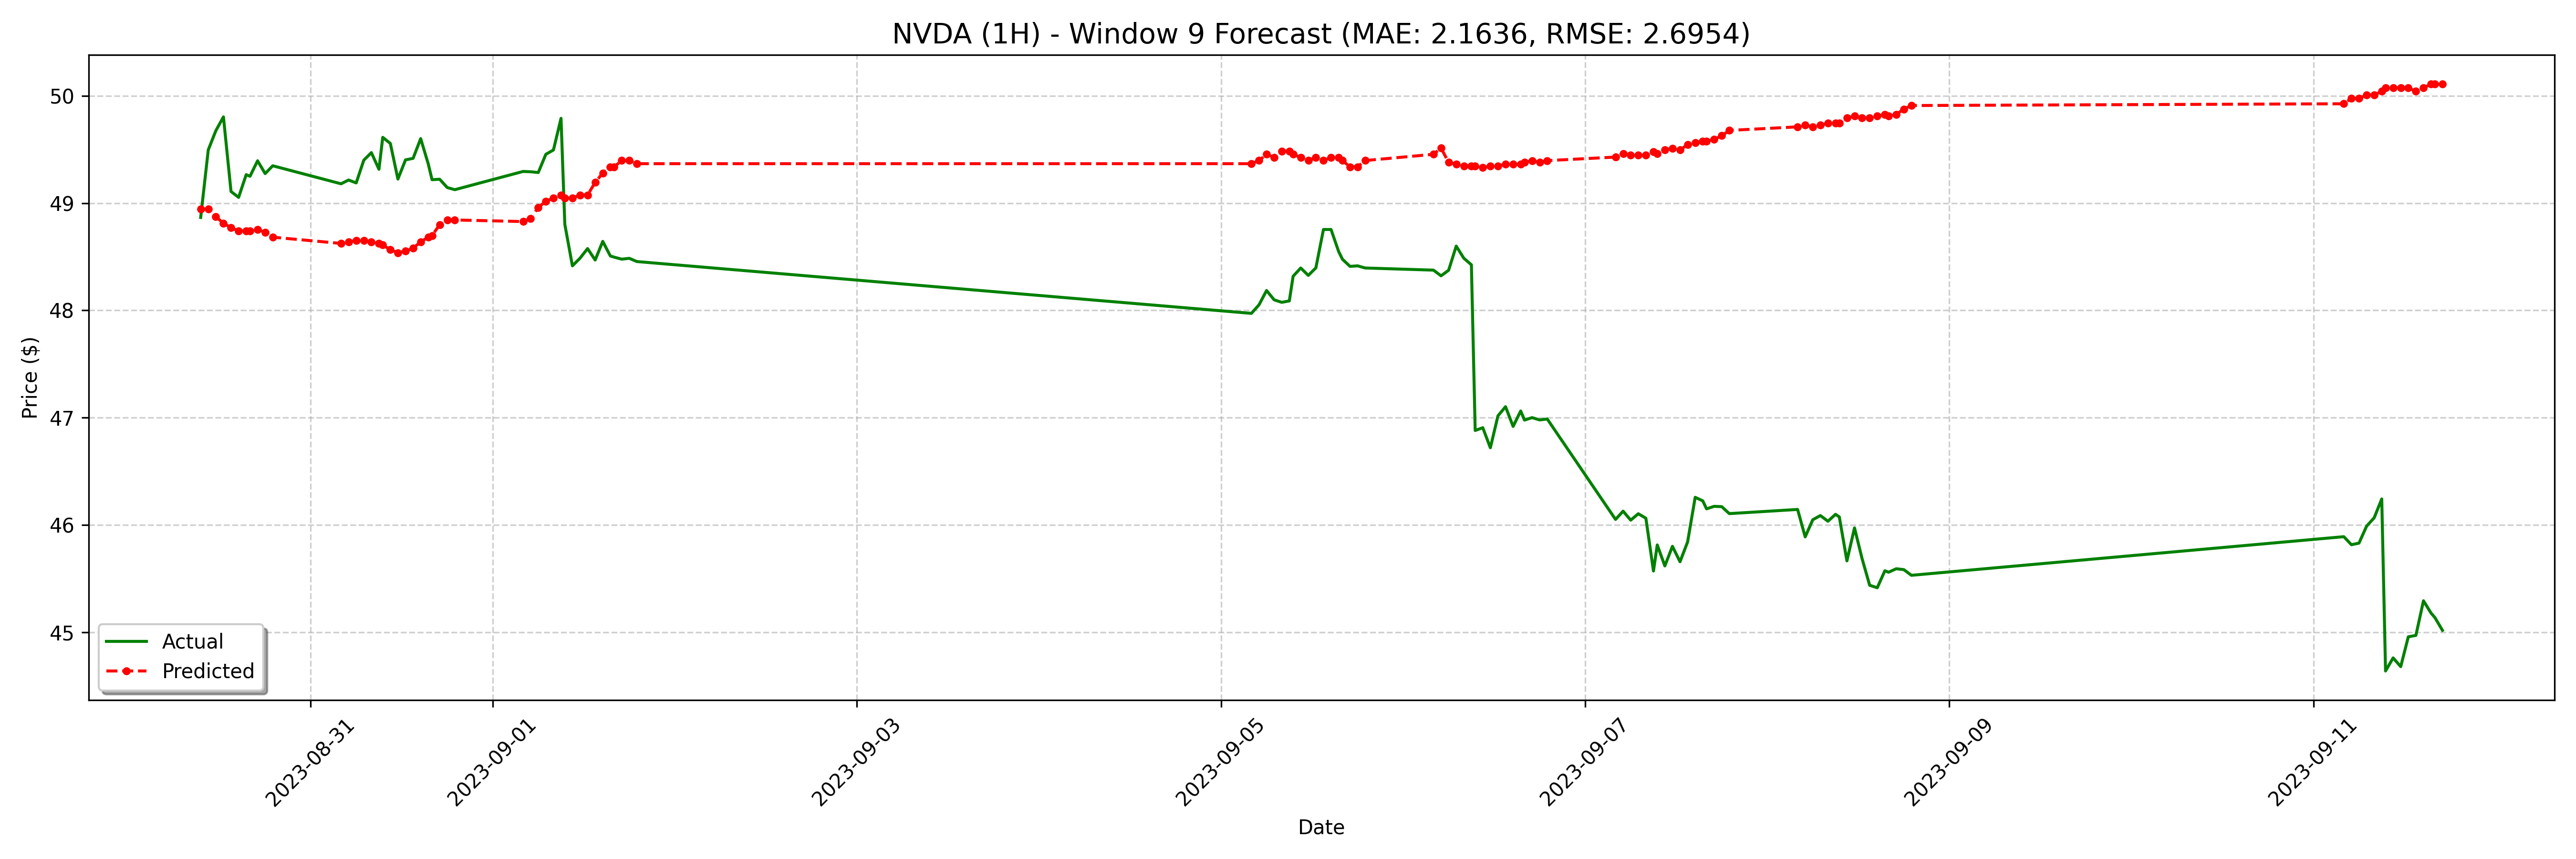 NVDA (1H) - Window 9 Forecast (MAE: 2.1636, RMSE: 2.6954)
Price ($)
50
49
48
47
46
45
Actual
Predicted
2023-08-31
2023-09-01
2023-09-03
2023-09-05
2023-09-07
2023-09-09
2023-09-11
Date